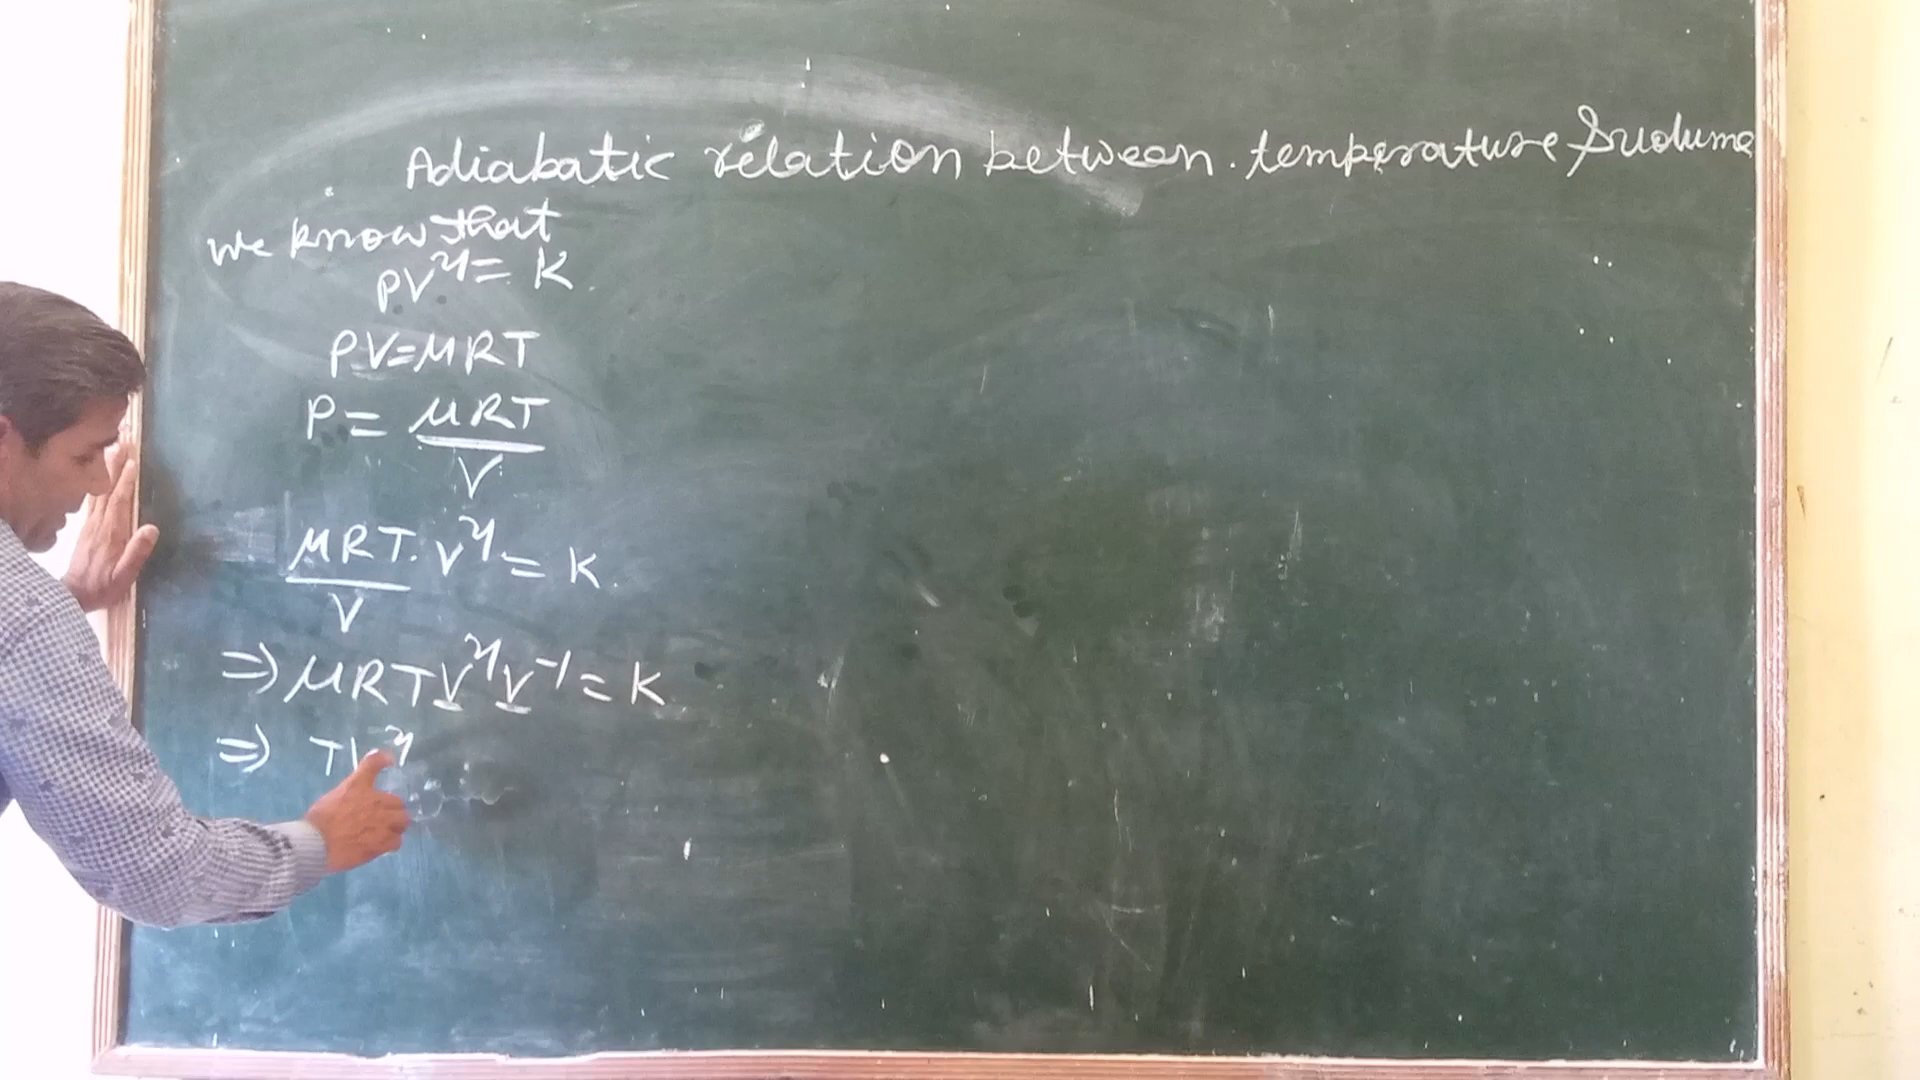 Adiabatic relation between temperature & volume
we know that
PV^γ = K
PV = μRT
P = μRT / V
μRT / V . V^γ = K
⇒ μRTV^γ V^-1 = K
⇒ TV^γ